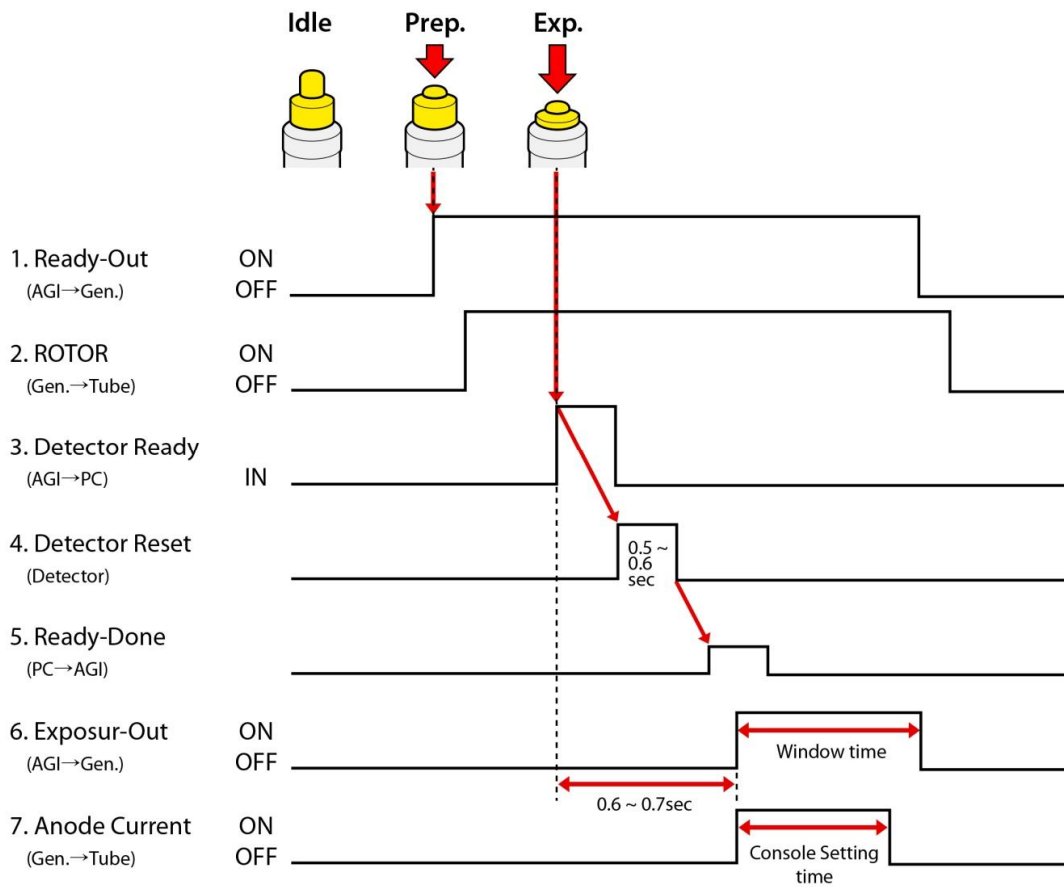 Idle Prep. Exp.
1. Ready-Out ON
(AGI→Gen.) OFF
2. ROTOR ON
(Gen.→Tube) OFF
3. Detector Ready
(AGI→PC) IN
4. Detector Reset
(Detector)
0.5 ~
0.6
sec
5. Ready-Done
(PC→AGI)
6. Exposur-Out ON
(AGI→Gen.) OFF
Window time
0.6 ~ 0.7sec
7. Anode Current ON
(Gen.→Tube) OFF
Console Setting
time